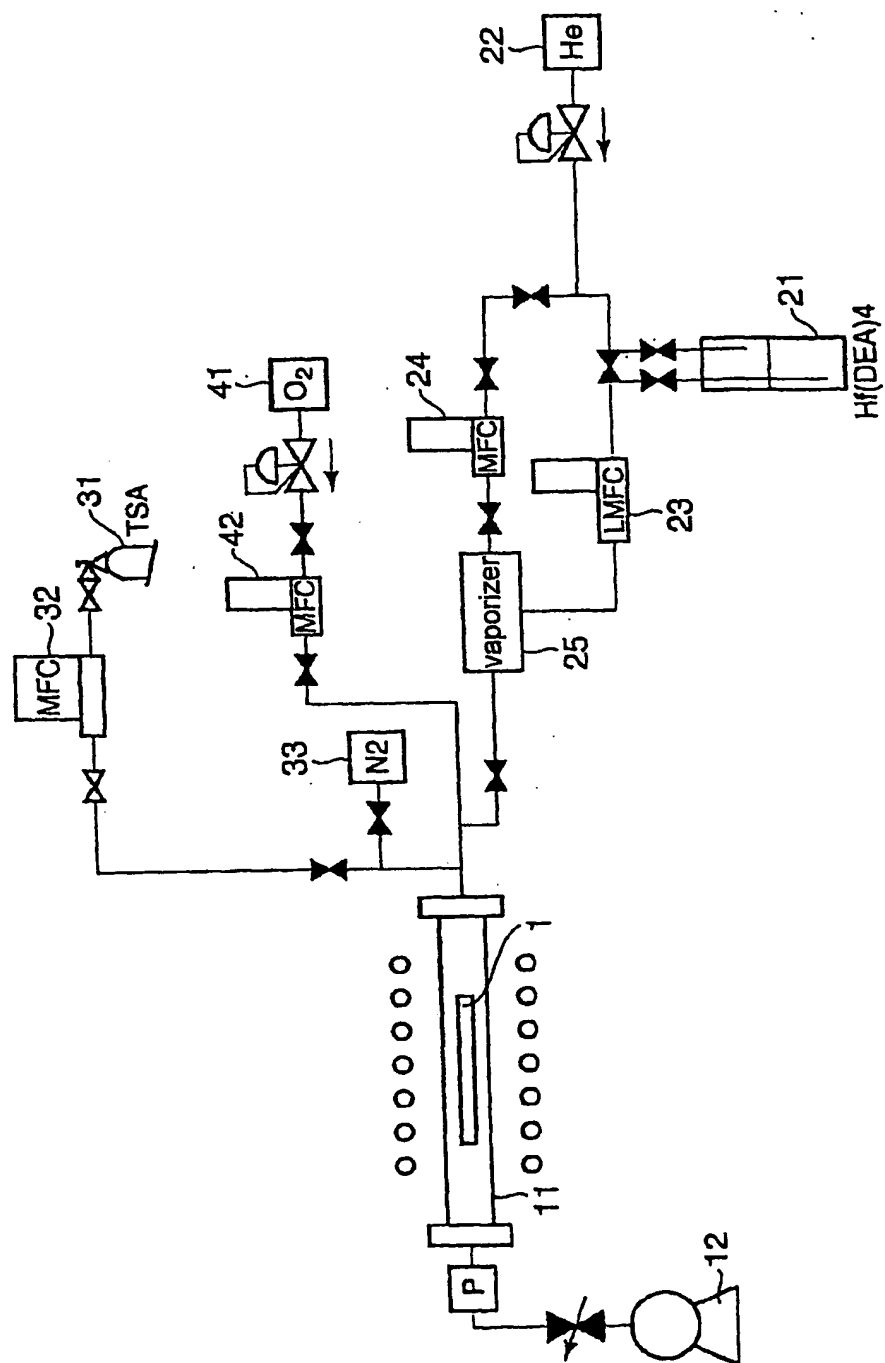 22
He
21
Hf(DEA)4
24
MFC
LMFC
23
41
O2
42
MFC
vaporizer
25
31
TSA
32
MFC
33
N2
1
11
P
12